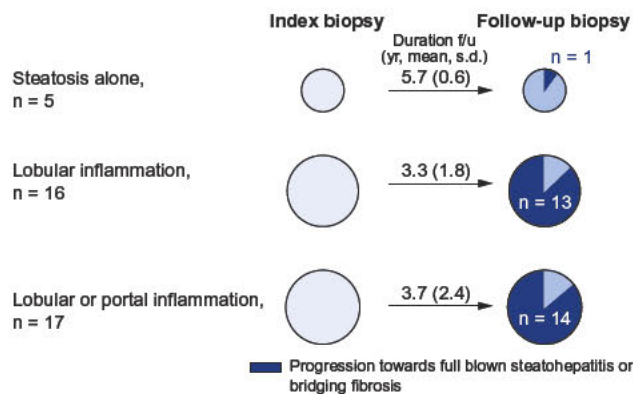 Index biopsy
Follow-up biopsy
Duration f/u
(yr, mean, s.d.)
n = 1
Steatosis alone,
n = 5
5.7 (0.6)
Lobular inflammation,
n = 16
3.3 (1.8)
n = 13
Lobular or portal inflammation,
n = 17
3.7 (2.4)
n = 14
Progression towards full blown steatohepatitis or
bridging fibrosis